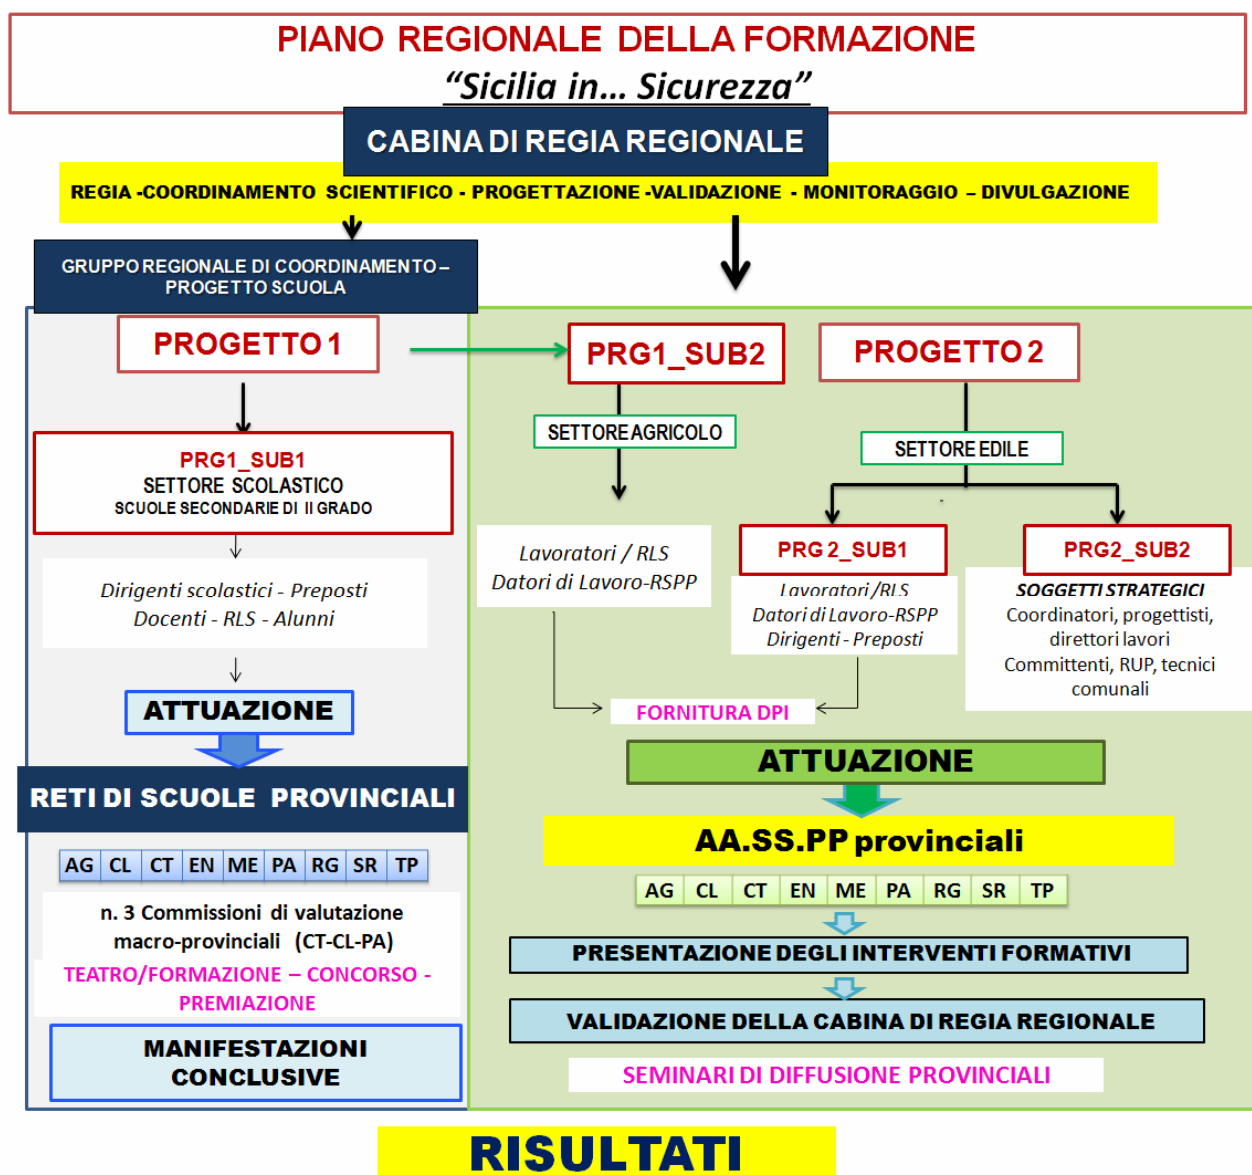 PIANO REGIONALE DELLA FORMAZIONE
“Sicilia in... Sicurezza”
CABINA DI REGIA REGIONALE
REGIA -COORDINAMENTO SCIENTIFICO - PROGETTAZIONE -VALIDAZIONE - MONITORAGGIO – DIVULGAZIONE
GRUPPO REGIONALE DI COORDINAMENTO –
PROGETTO SCUOLA
PROGETTO 1
PRG1_SUB1
SETTORE SCOLASTICO
SCUOLE SECONDARIE DI II GRADO
Dirigenti scolastici - Preposti
Docenti - RLS - Alunni
ATTUAZIONE
RETI DI SCUOLE PROVINCIALI
AG CL CT EN ME PA RG SR TP
n. 3 Commissioni di valutazione
macro-provinciali (CT-CL-PA)
TEATRO/FORMAZIONE – CONCORSO -
PREMIAZIONE
MANIFESTAZIONI
CONCLUSIVE
PRG1_SUB2
SETTORE AGRICOLO
Lavoratori / RLS
Datori di Lavoro-RSPP
PROGETTO 2
SETTORE EDILE
PRG 2_SUB1
Lavoratori /RLS
Datori di Lavoro-RSPP
Dirigenti - Preposti
PRG2_SUB2
SOGGETTI STRATEGICI
Coordinatori, progettisti,
direttori lavori
Committenti, RUP, tecnici
comunali
FORNITURA DPI
ATTUAZIONE
AA.SS.PP provinciali
AG CL CT EN ME PA RG SR TP
PRESENTAZIONE DEGLI INTERVENTI FORMATIVI
VALIDAZIONE DELLA CABINA DI REGIA REGIONALE
SEMINARI DI DIFFUSIONE PROVINCIALI
RISULTATI